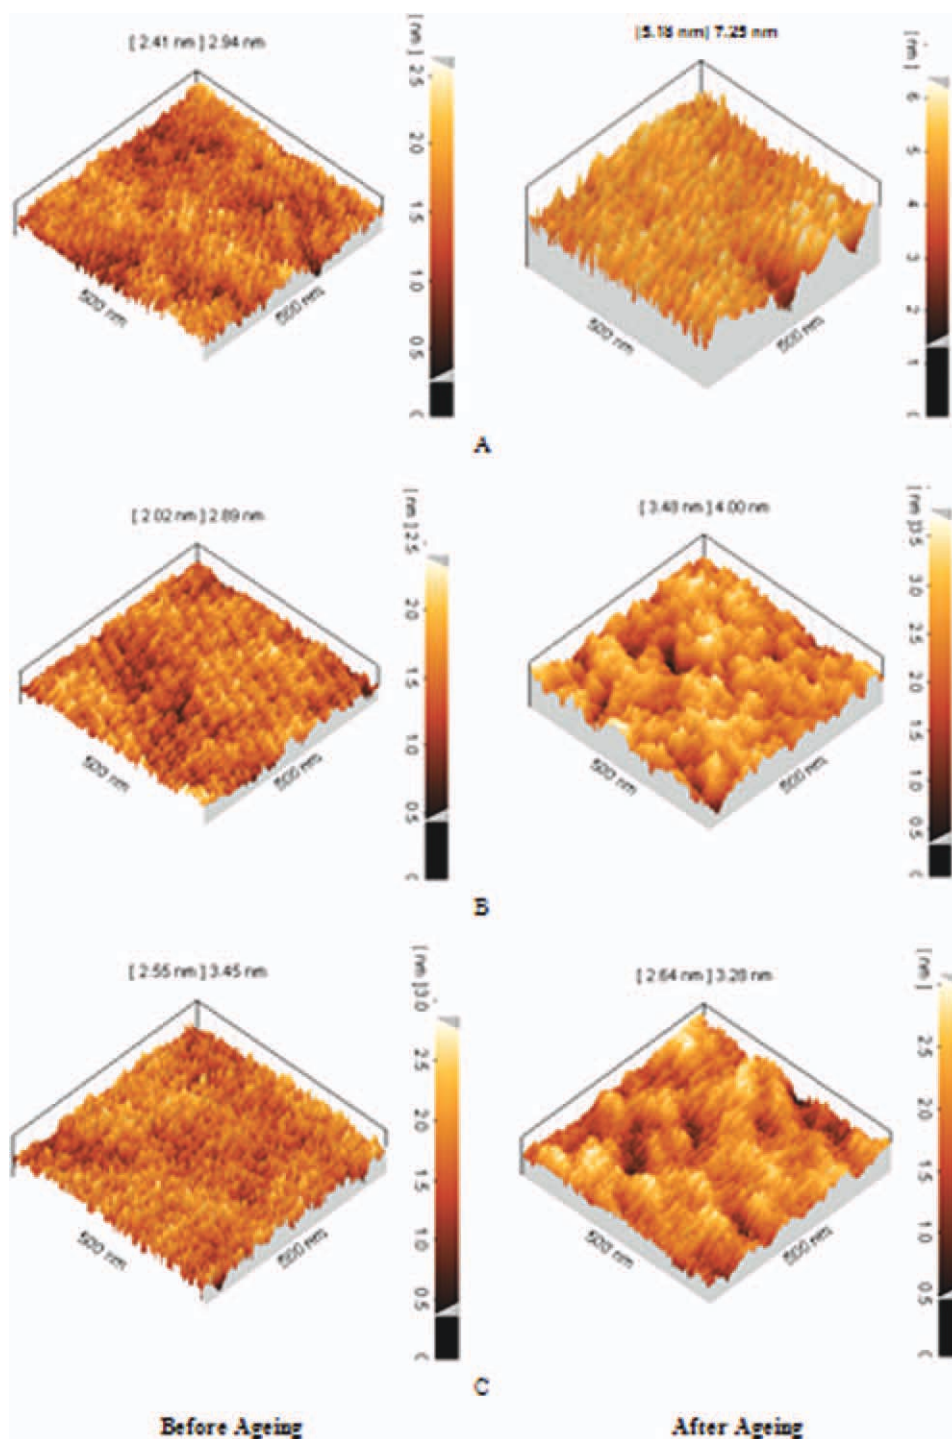 [ 2.41 nm ] 2.94 nm
[ nm ]
2.5
2.0
1.5
1.0
0.5
500 nm
500 nm
[5.18 nm] 7.25 nm
[ nm ]
6
5
4
3
2
1
500 nm
500 nm
A
[ 2.02 nm ] 2.89 nm
[ nm ]
2.5
2.0
1.5
1.0
0.5
500 nm
500 nm
[ 3.48 nm ] 4.00 nm
[ nm ]
3.5
3.0
2.5
2.0
1.5
1.0
0.5
500 nm
500 nm
B
[ 2.55 nm ] 3.45 nm
[ nm ]
3.0
2.5
2.0
1.5
1.0
0.5
500 nm
500 nm
[ 2.64 nm ] 3.28 nm
[ nm ]
2.5
2.0
1.5
1.0
0.5
500 nm
500 nm
C
Before Ageing
After Ageing